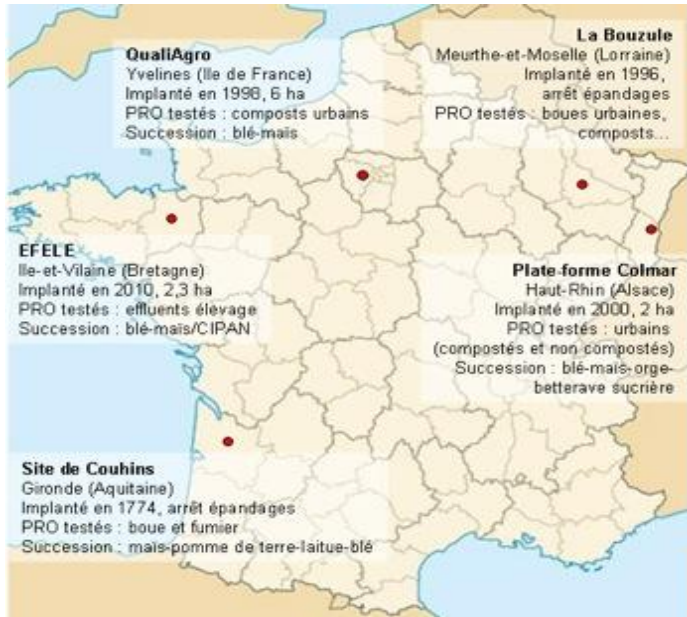 QualiAgro
Yvelines (Ile de France)
Implanté en 1998, 6 ha
PRO testés : composts urbains
Succession : blé-maïs
La Bouzule
Meurthe-et-Moselle (Lorraine)
Implanté en 1996,
arrêt épandages
PRO testés : boues urbaines,
composts...
EFELE
Ile-et-Vilaine (Bretagne)
Implanté en 2010, 2,3 ha
PRO testés : effluents élevage
Succession : blé-maïs/CIPAN
Plate-forme Colmar
Haut-Rhin (Alsace)
Implanté en 2000, 2 ha
PRO testés : urbains
(compostés et non compostés)
Succession : blé-maïs-orge-
betterave sucrière
Site de Couhins
Gironde (Aquitaine)
Implanté en 1774, arrêt épandages
PRO testés : boue et fumier
Succession : maïs-pomme de terre-laitue-blé